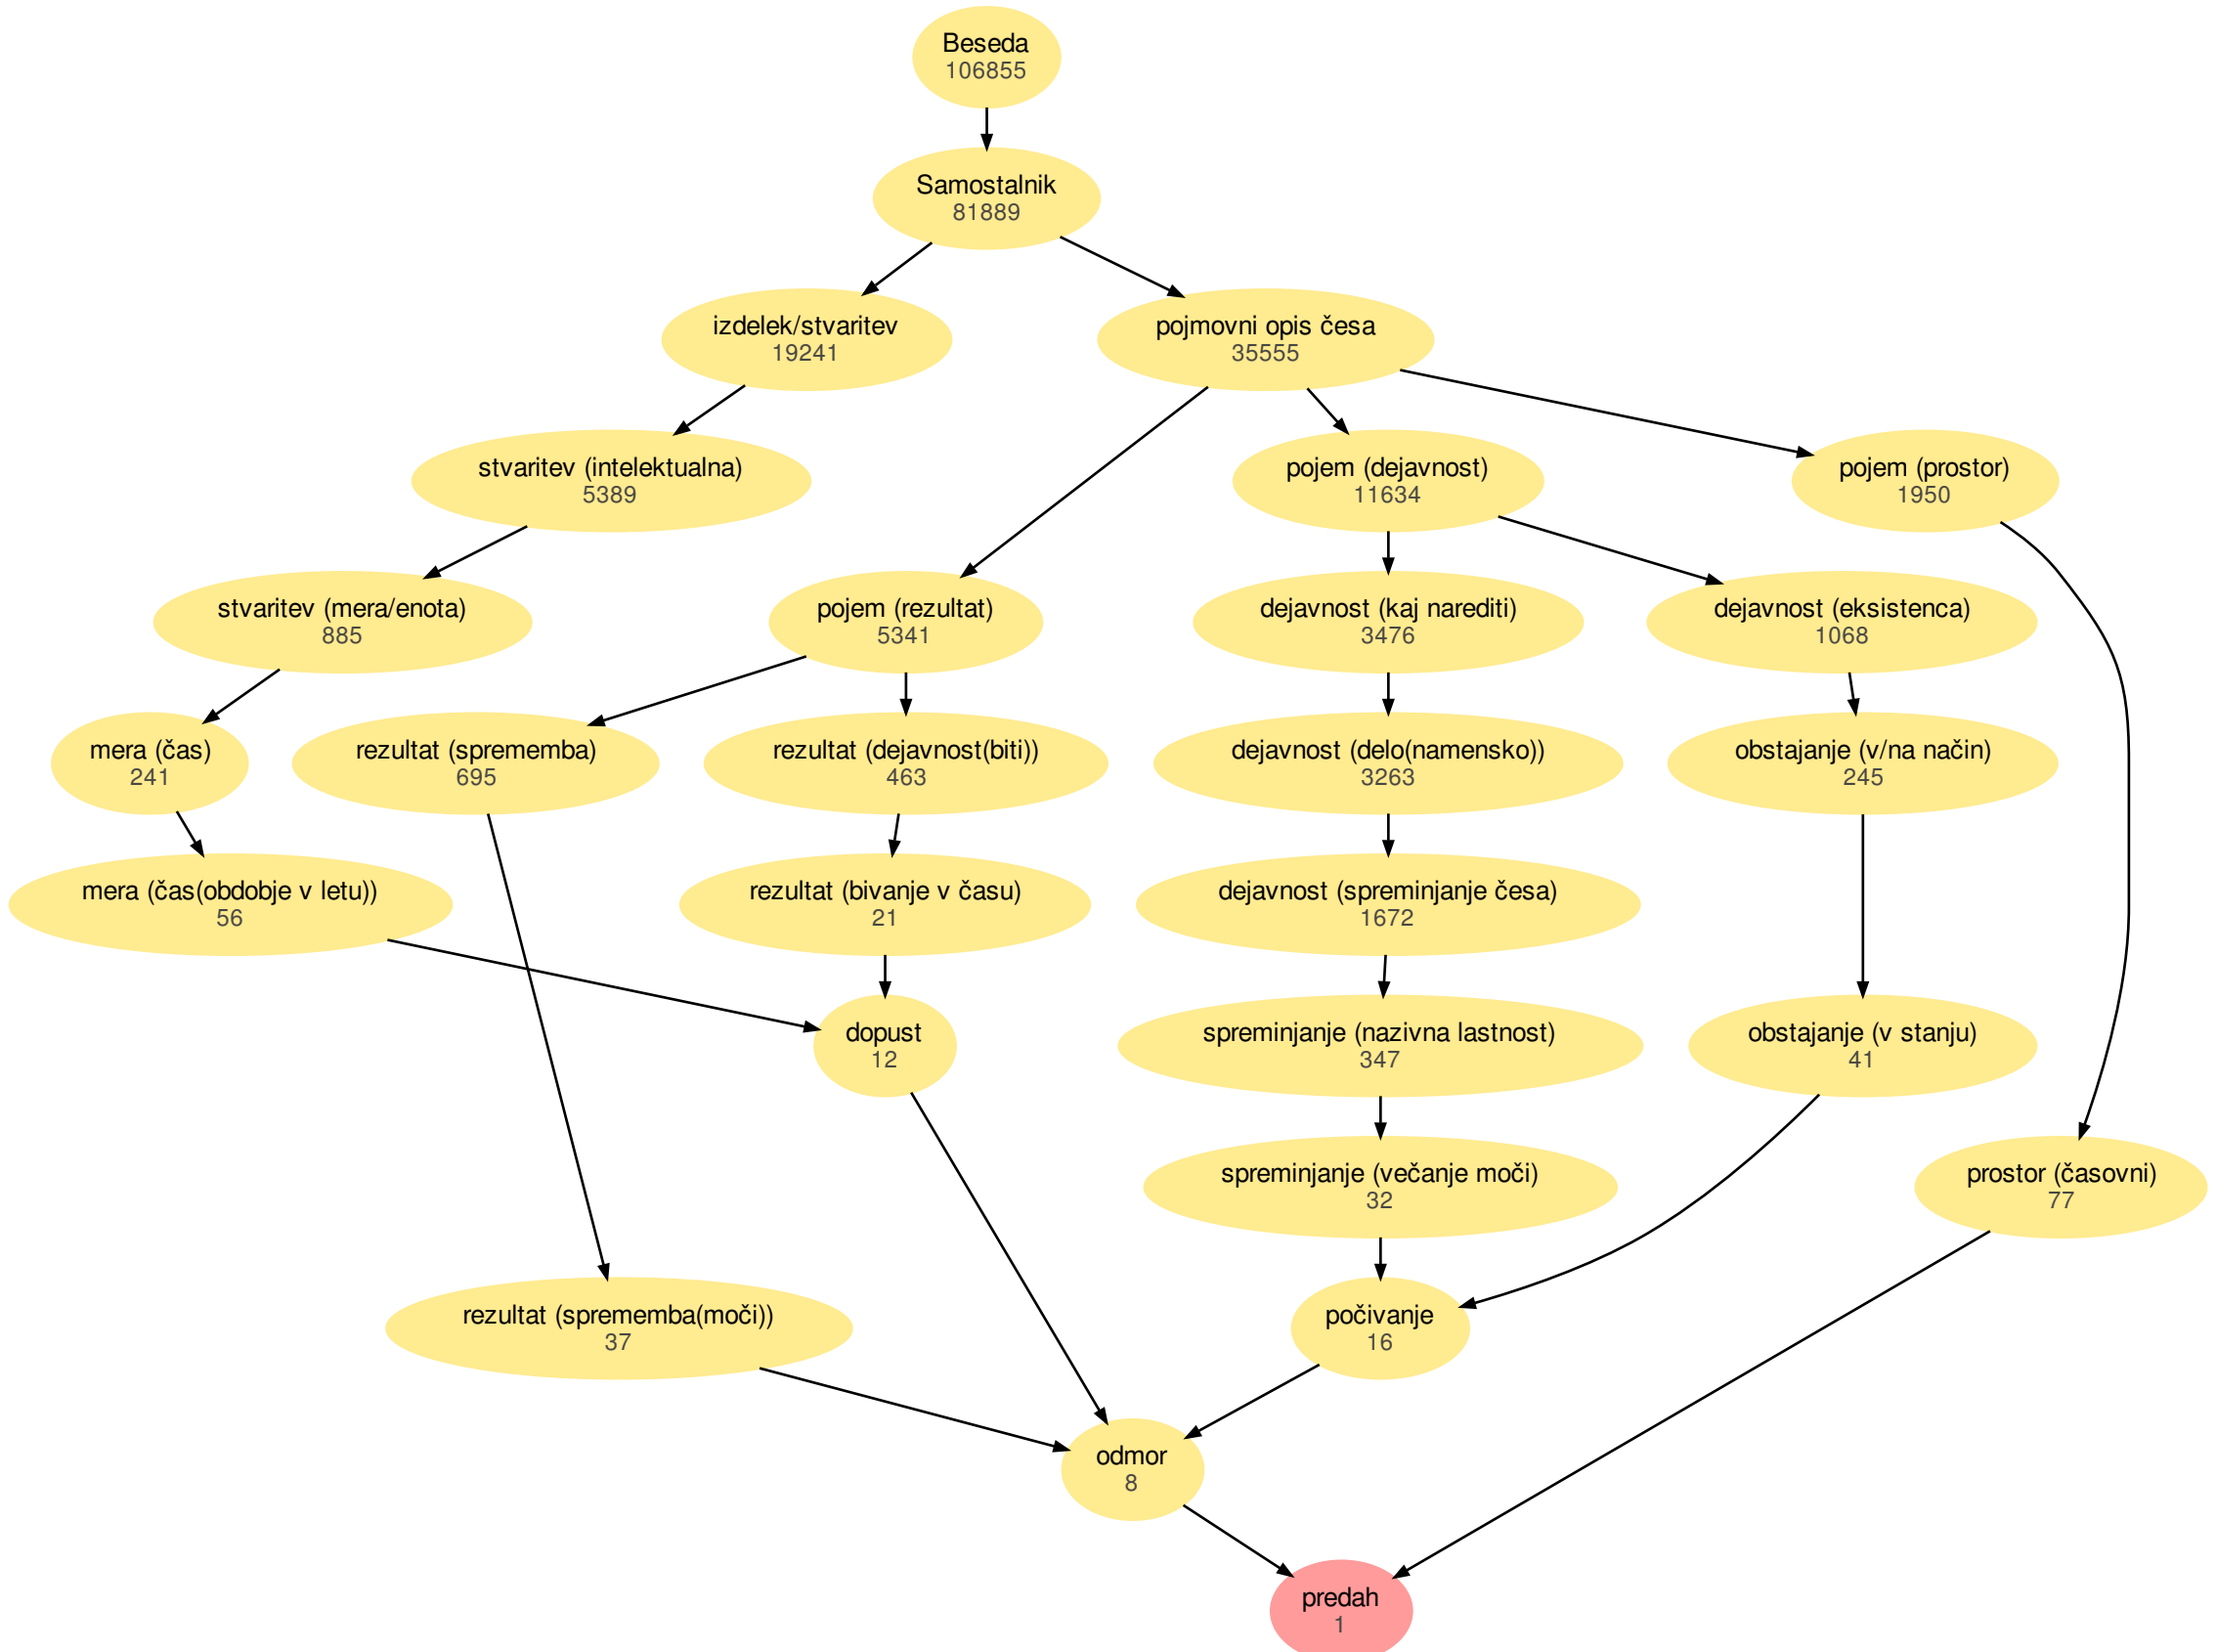 Beseda
106855
Samostalnik
81889
izdelek/stvaritev
19241
pojmovni opis česa
35555
stvaritev (intelektualna)
5389
pojem (dejavnost)
11634
pojem (prostor)
1950
stvaritev (mera/enota)
885
pojem (rezultat)
5341
dejavnost (kaj narediti)
3476
dejavnost (eksistenca)
1068
mera (čas)
241
rezultat (sprememba)
695
rezultat (dejavnost(biti))
463
dejavnost (delo(namensko))
3263
obstajanje (v/na način)
245
mera (čas(obdobje v letu))
56
rezultat (bivanje v času)
21
dejavnost (spreminjanje česa)
1672
dopust
12
spreminjanje (nazivna lastnost)
347
obstajanje (v stanju)
41
spreminjanje (večanje moči)
32
prostor (časovni)
77
rezultat (sprememba(moči))
37
počivanje
16
odmor
8
predah
1